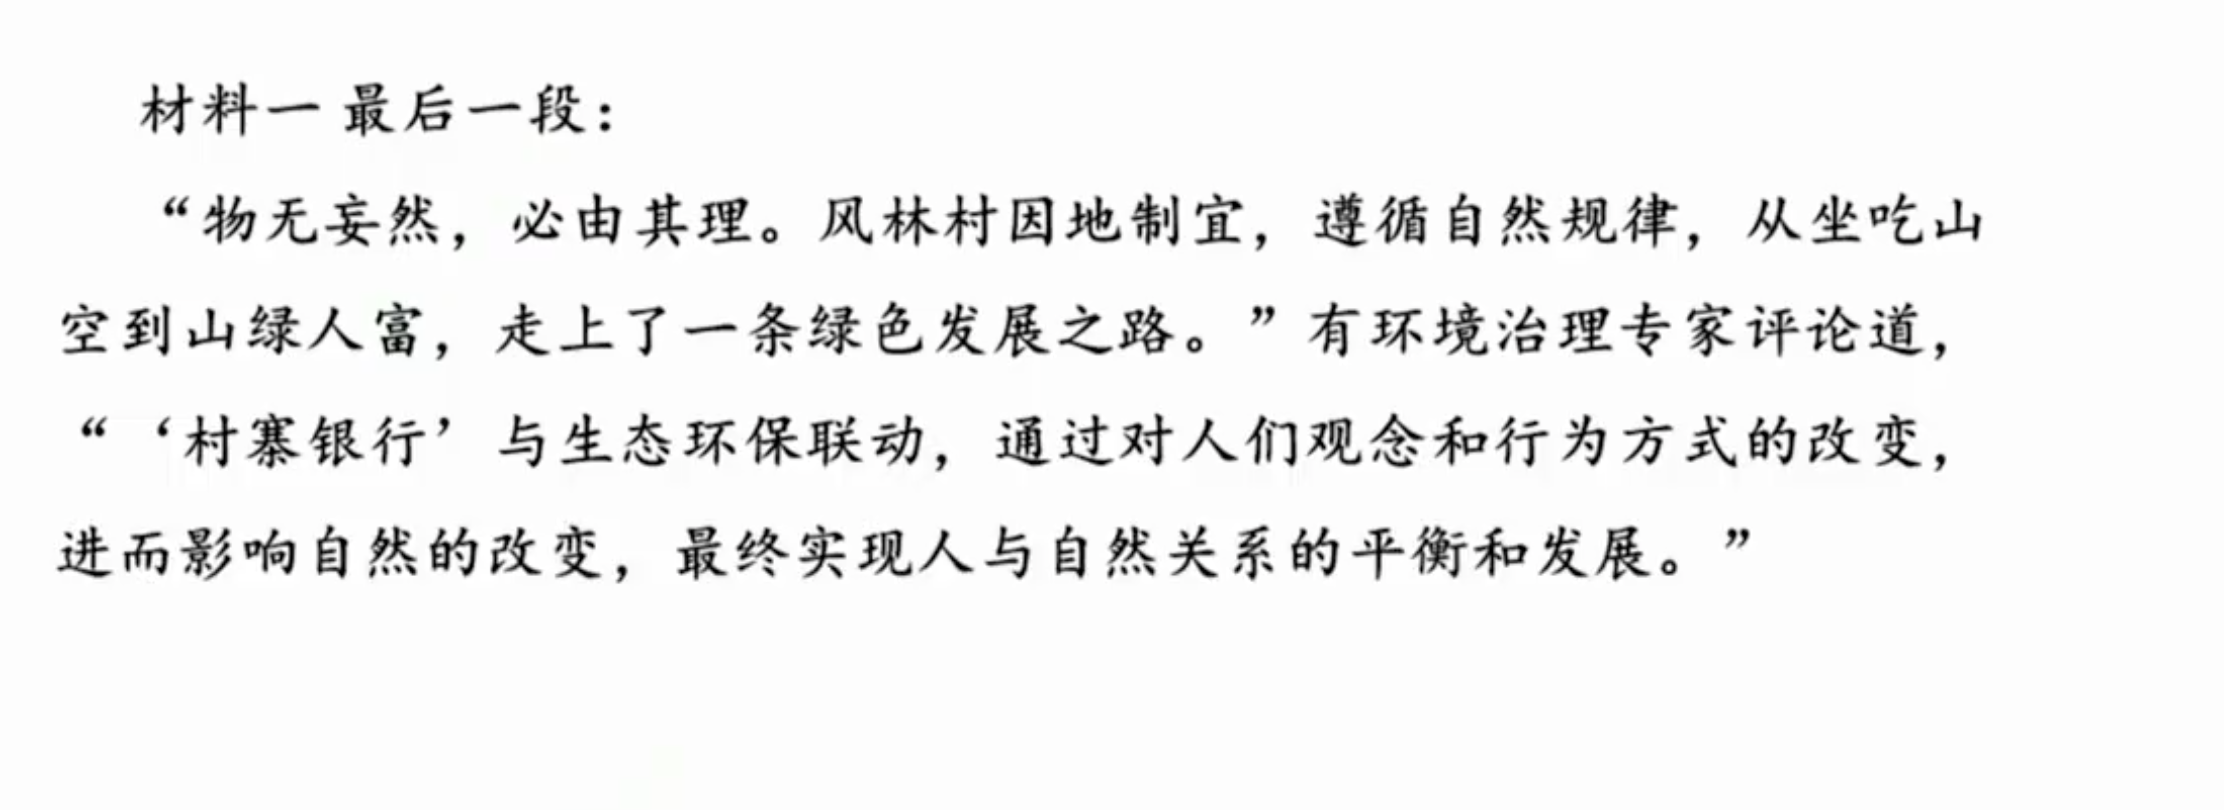 材料一 最后一段：
“物无妄然，必由其理。风林村因地制宜，遵循自然规律，从坐吃山
空到山绿人富，走上了一条绿色发展之路。”有环境治理专家评论道，
“‘村寨银行’与生态环保联动，通过对人们观念和行为方式的改变，
进而影响自然的改变，最终实现人与自然关系的平衡和发展。”